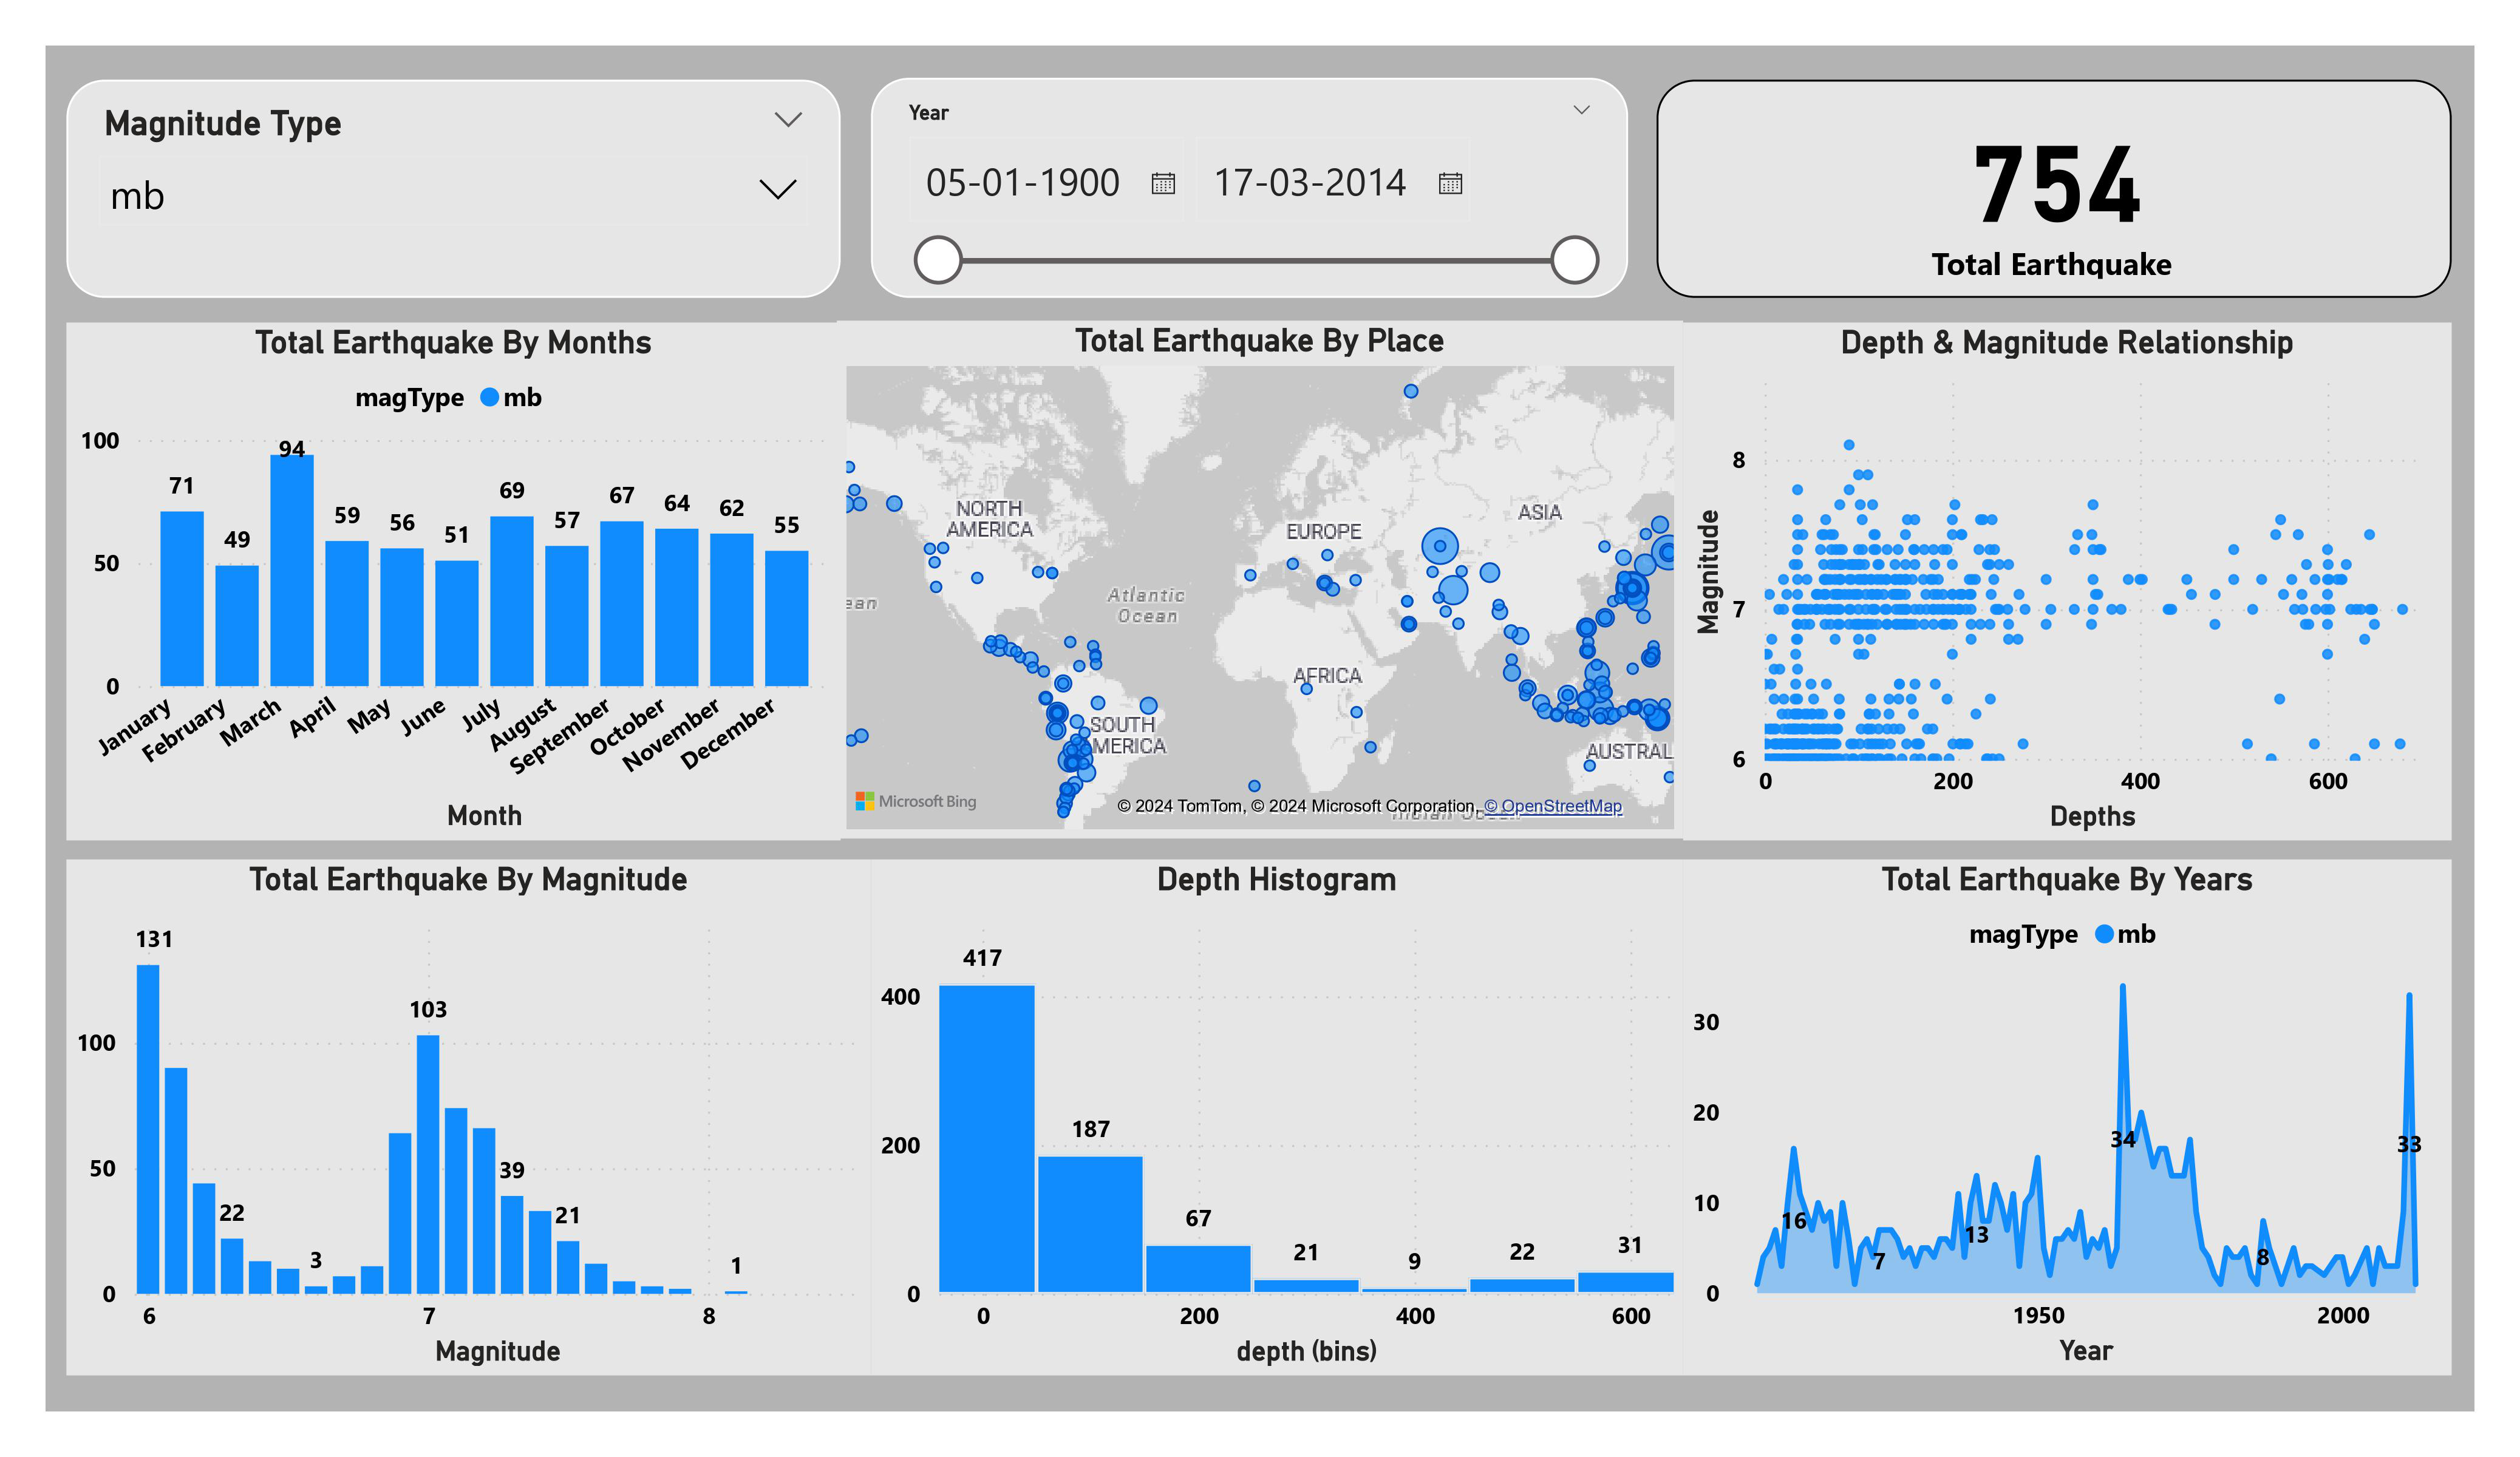 Magnitude Type
mb
Year
05-01-1900
17-03-2014
754
Total Earthquake
Total Earthquake By Months
magType mb
100
50
0
71
49
94
59
56
51
69
57
67
64
62
55
January
February
March
April
May
June
July
August
September
October
November
December
Month
Total Earthquake By Place
NORTH
AMERICA
EUROPE
ASIA
ean
Atlantic
Ocean
AFRICA
SOUTH
MERICA
AUSTRAL
Microsoft Bing
© 2024 TomTom, © 2024 Microsoft Corporation, © OpenStreetMap
Indian Ocean
Depth & Magnitude Relationship
Magnitude
8
7
6
0
200
400
600
Depths
Total Earthquake By Magnitude
100
50
0
131
22
3
103
39
21
1
6
7
8
Magnitude
Depth Histogram
400
200
0
417
187
67
21
9
22
31
0
200
400
600
depth (bins)
Total Earthquake By Years
magType mb
30
20
10
0
16
7
13
34
8
33
1950
2000
Year